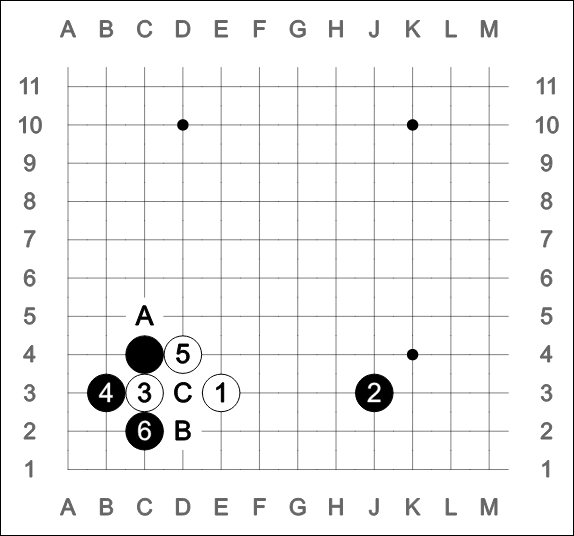 A B C D E F G H J K L M
11 11
10 10
9 9
8 8
7 7
6 6
5 A 5
4 5 4
3 4 3 C 1 2 3
2 6 B 2
1 1
A B C D E F G H J K L M